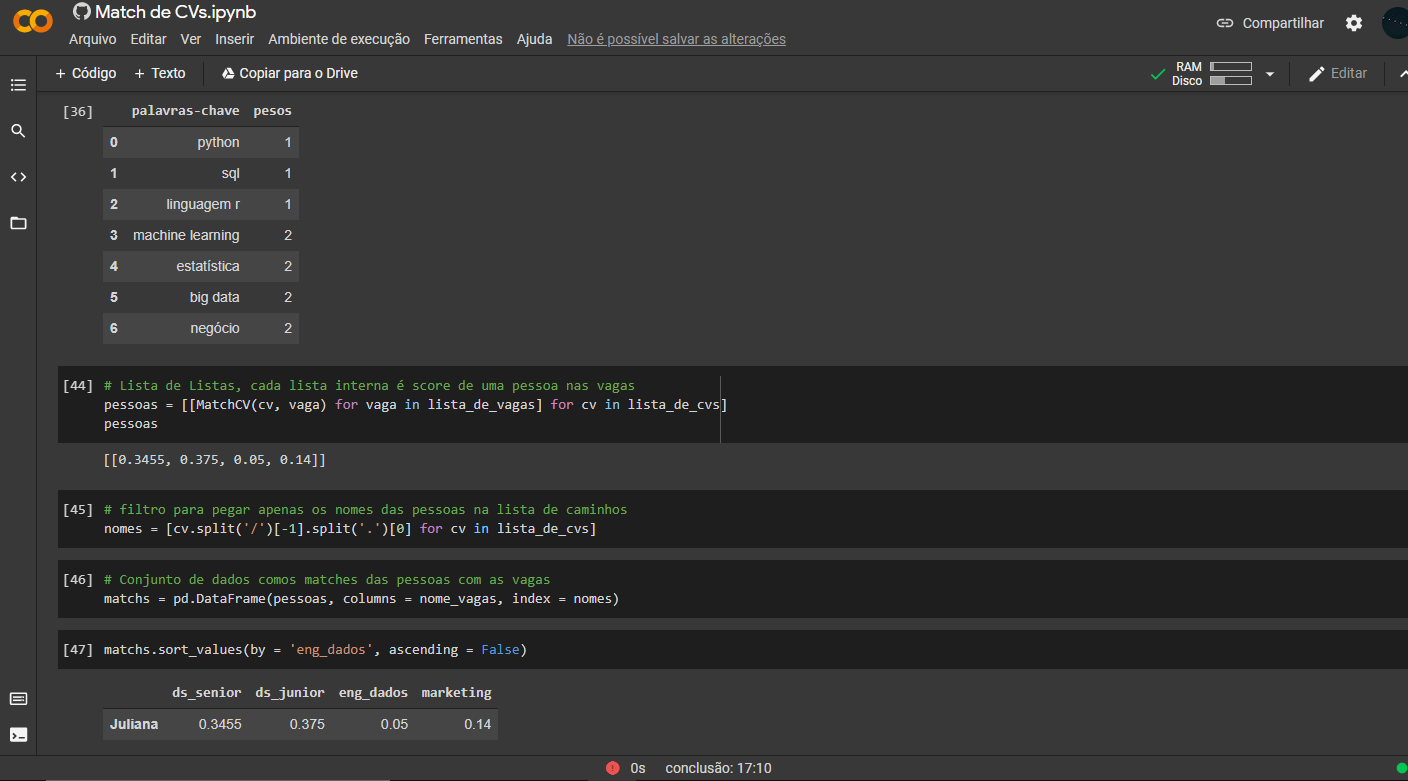 Match de CVs.ipynb
Arquivo Editar Ver Inserir Ambiente de execução Ferramentas Ajuda Não é possível salvar as alterações
Compartilhar
+ Código + Texto Copiar para o Drive
RAM
Disco
Editar
[36] palavras-chave pesos
0 python 1
1 sql 1
2 linguagem r 1
3 machine learning 2
4 estatística 2
5 big data 2
6 negócio 2
[44] # Lista de Listas, cada lista interna é score de uma pessoa nas vagas
pessoas = [[MatchCV(cv, vaga) for vaga in lista_de_vagas] for cv in lista_de_cvs]
pessoas
[[0.3455, 0.375, 0.05, 0.14]]
[45] # filtro para pegar apenas os nomes das pessoas na lista de caminhos
nomes = [cv.split('/')[-1].split('.')[0] for cv in lista_de_cvs]
[46] # Conjunto de dados comos matches das pessoas com as vagas
matchs = pd.DataFrame(pessoas, columns = nome_vagas, index = nomes)
[47] matchs.sort_values(by = 'eng_dados', ascending = False)
ds_senior ds_junior eng_dados marketing
Juliana 0.3455 0.375 0.05 0.14
0s conclusão: 17:10